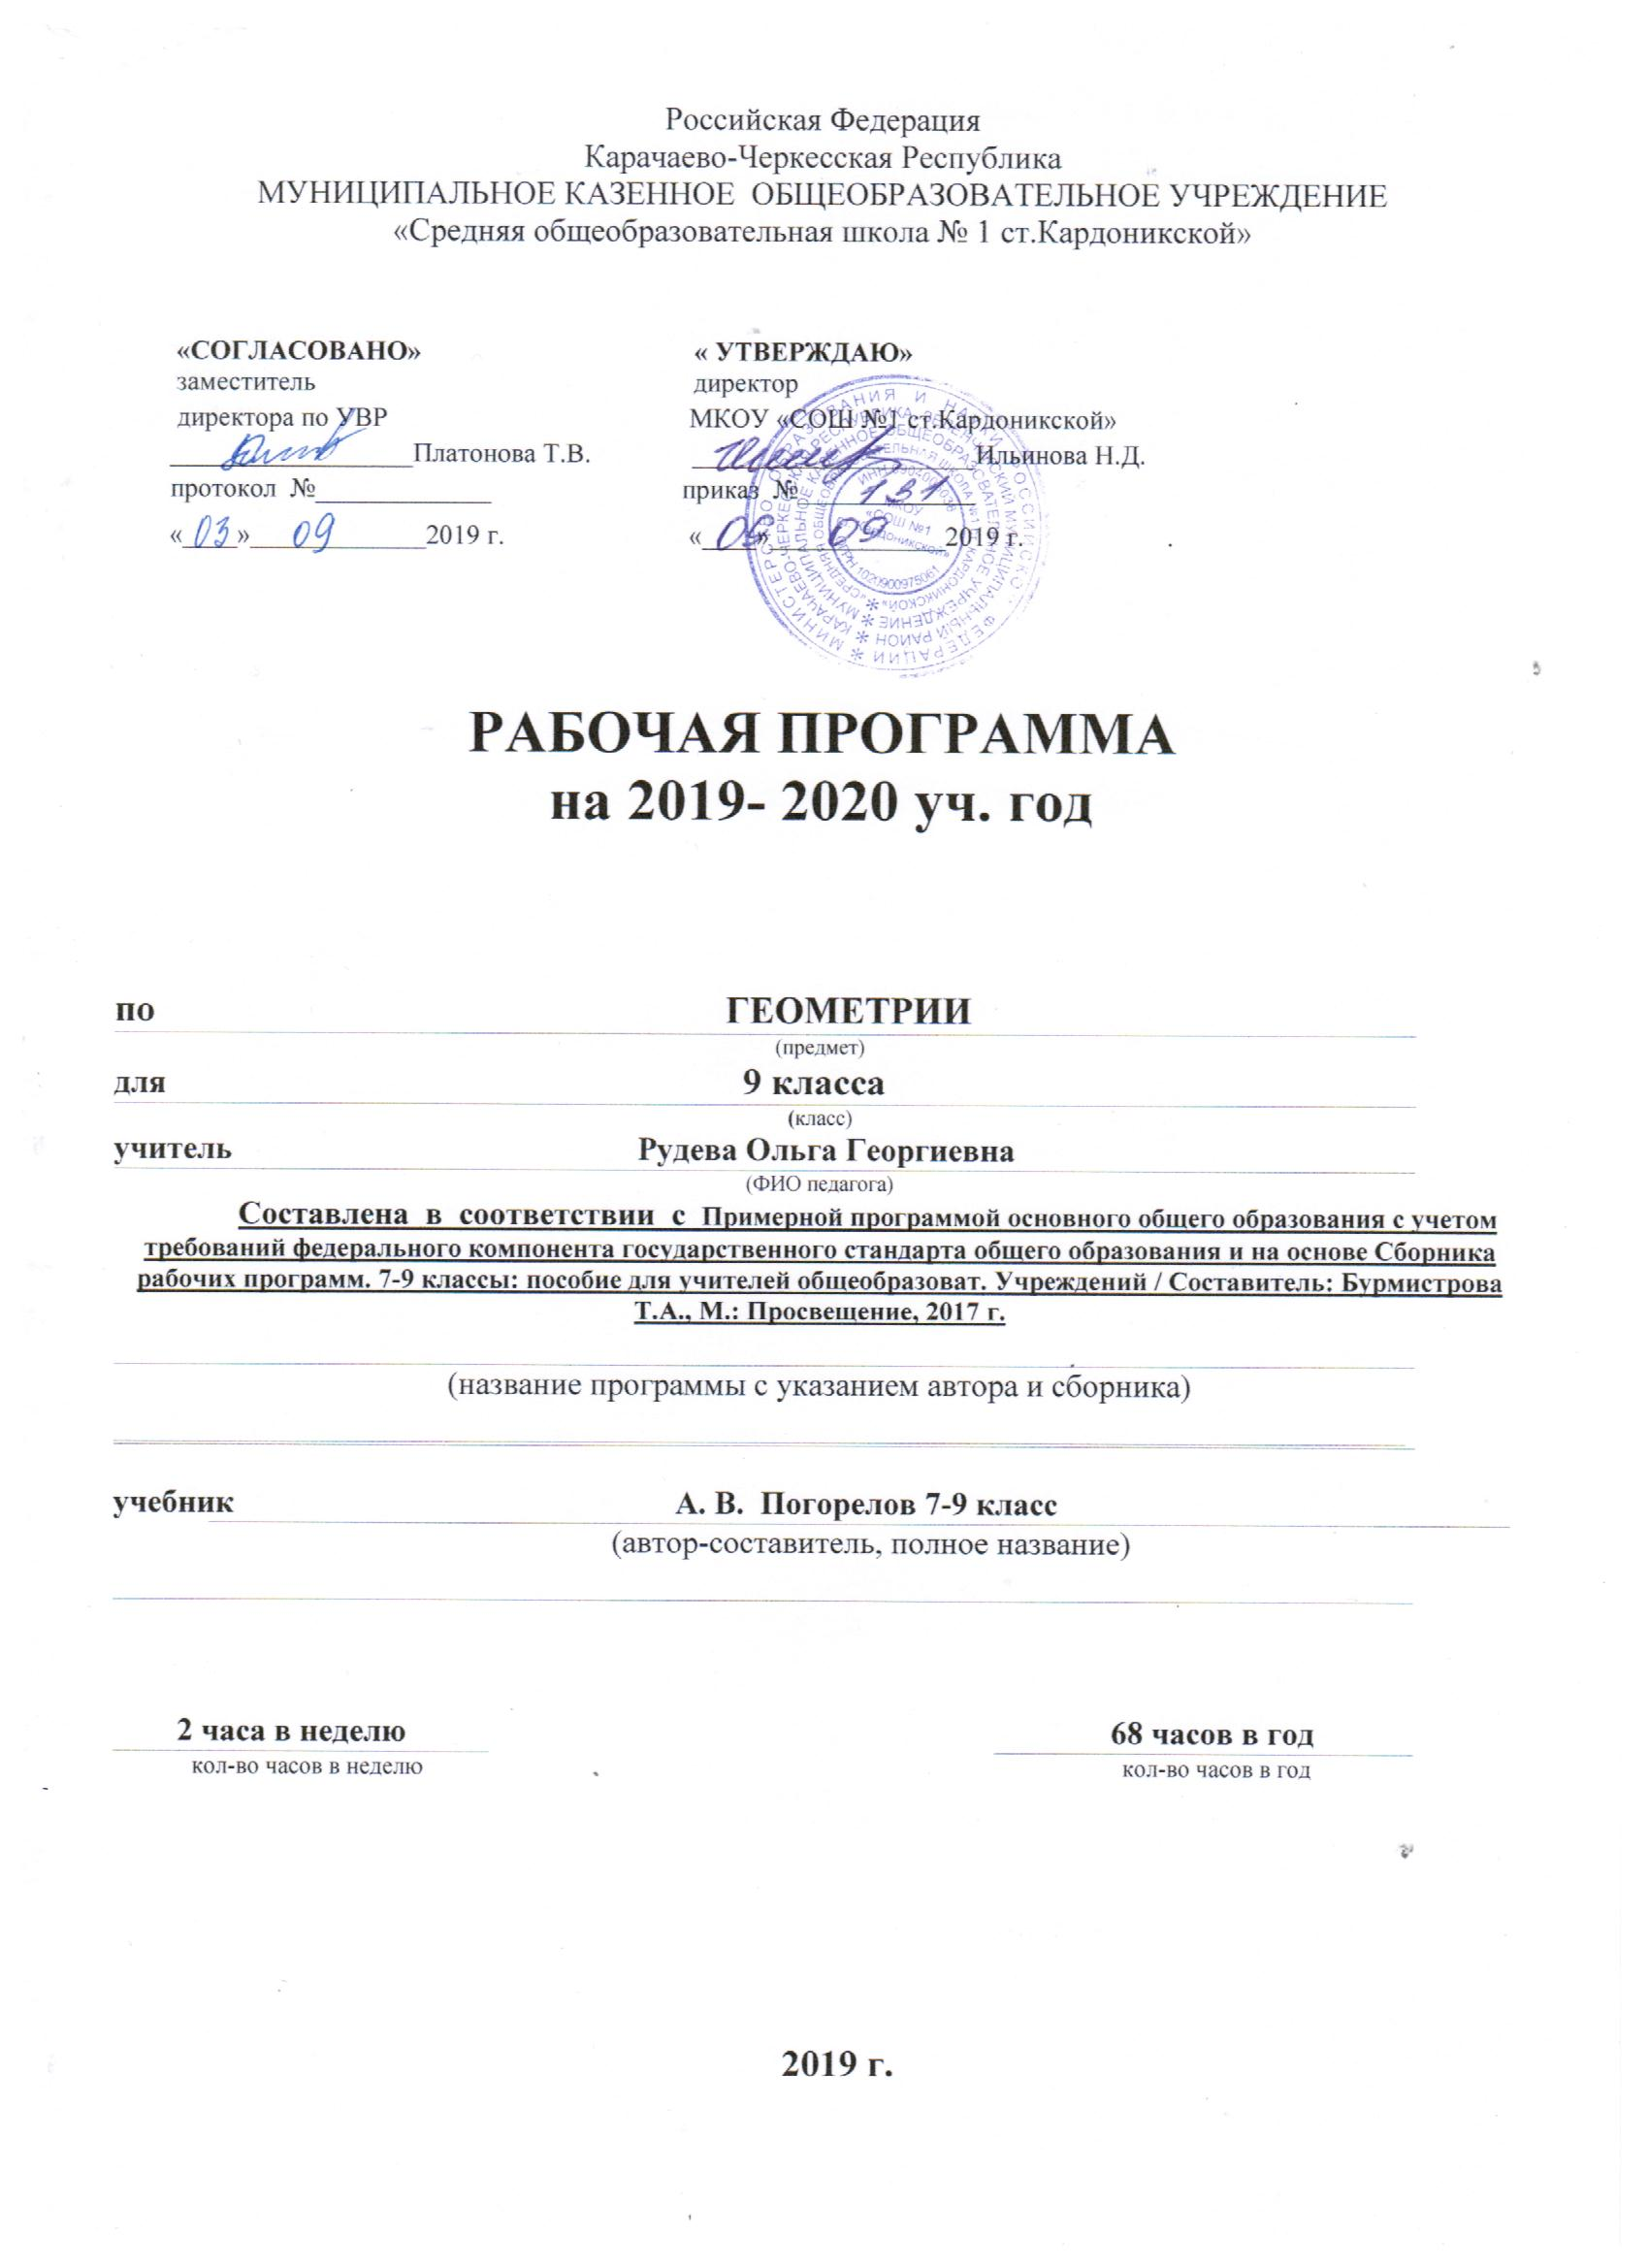 Российская Федерация
Карачаево-Черкесская Республика
МУНИЦИПАЛЬНОЕ КАЗЕННОЕ ОБЩЕОБРАЗОВАТЕЛЬНОЕ УЧРЕЖДЕНИЕ
«Средняя общеобразовательная школа № 1 ст.Кардоникской»
«СОГЛАСОВАНО»
заместитель
директора по УВР
Платонова Т.В.
протокол №
«03» 09 2019 г.
« УТВЕРЖДАЮ»
директор
МКОУ «СОШ №1 ст.Кардоникской»
Ильинова Н.Д.
приказ № 131
« » 09 2019 г.
РАБОЧАЯ ПРОГРАММА
на 2019- 2020 уч. год
по ГЕОМЕТРИИ
(предмет)
для 9 класса
(класс)
учитель Рудева Ольга Георгиевна
(ФИО педагога)
Составлена в соответствии с Примерной программой основного общего образования с учетом
требований федерального компонента государственного стандарта общего образования и на основе Сборника
рабочих программ. 7-9 классы: пособие для учителей общеобразоват. Учреждений / Составитель: Бурмистрова
Т.А., М.: Просвещение, 2017 г.
(название программы с указанием автора и сборника)
учебник А. В. Погорелов 7-9 класс
(автор-составитель, полное название)
2 часа в неделю 68 часов в год
кол-во часов в неделю кол-во часов в год
2019 г.